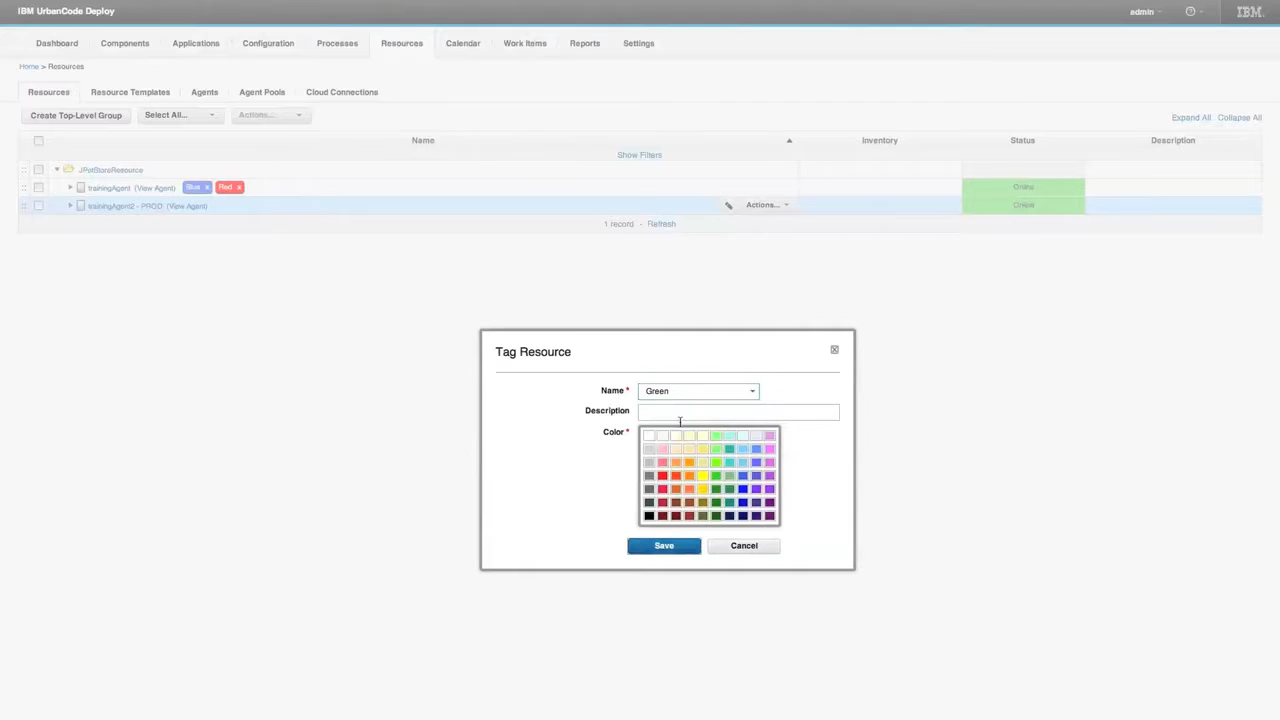 IBM UrbanCode Deploy
admin
IBM
Dashboard Components Applications Configuration Processes Resources Calendar Work Items Reports Settings
Home > Resources
Resources Resource Templates Agents Agent Pools Cloud Connections
Create Top-Level Group Select All... Actions... Expand All Collapse All
Name Inventory Status Description
Show Filters
JPetStoreResource
trainingAgent (View Agent) Blue x Red x Online
trainingAgent2 - PROD (View Agent) Actions... Online
1 record - Refresh
Tag Resource
Name * Green
Description
Color *
Save Cancel